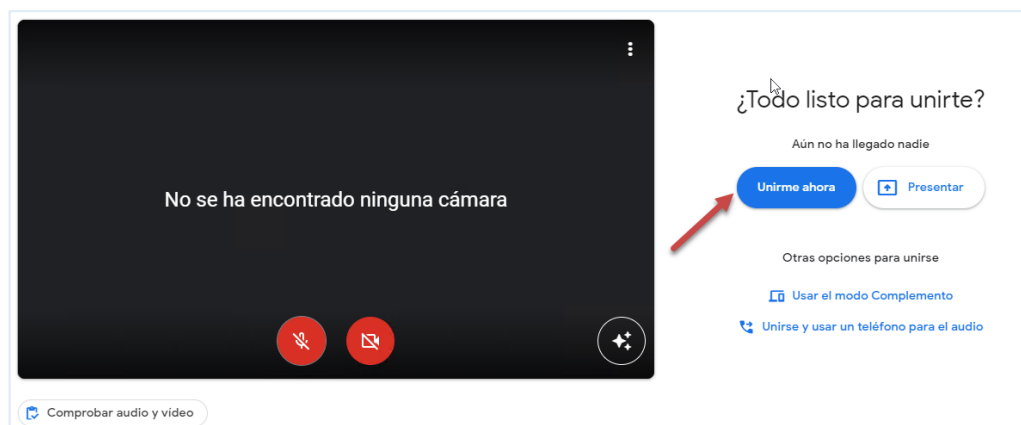 No se ha encontrado ninguna cámara
Comprobar audio y vídeo
¿Todo listo para unirte?
Aún no ha llegado nadie
Unirme ahora
Presentar
Otras opciones para unirse
Usar el modo Complemento
Unirse y usar un teléfono para el audio